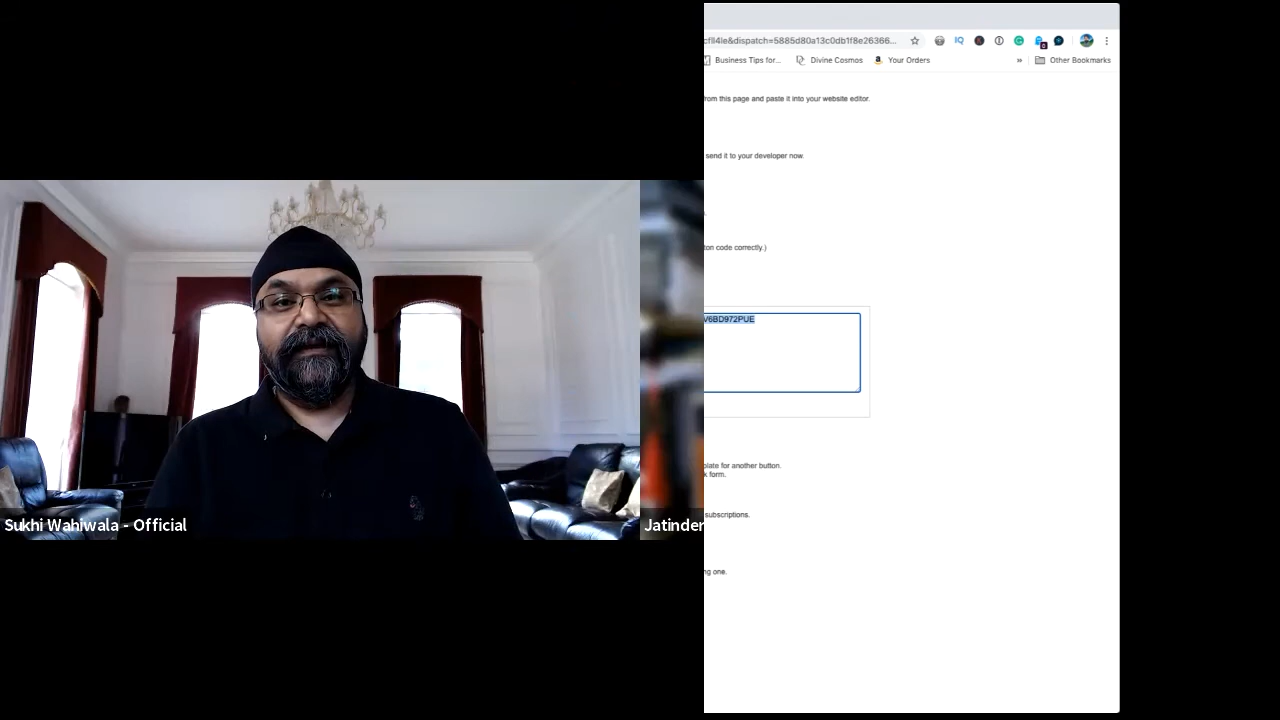 cfl4le&dispatch=5885d80a13c0db1f8e26366...
Business Tips for...
Divine Cosmos
Your Orders
»
Other Bookmarks
from this page and paste it into your website editor.
send it to your developer now.
ton code correctly.)
V6BD972PUE
plate for another button.
k form.
subscriptions.
ng one.
Sukhi Wahiwala - Official
Jatinder